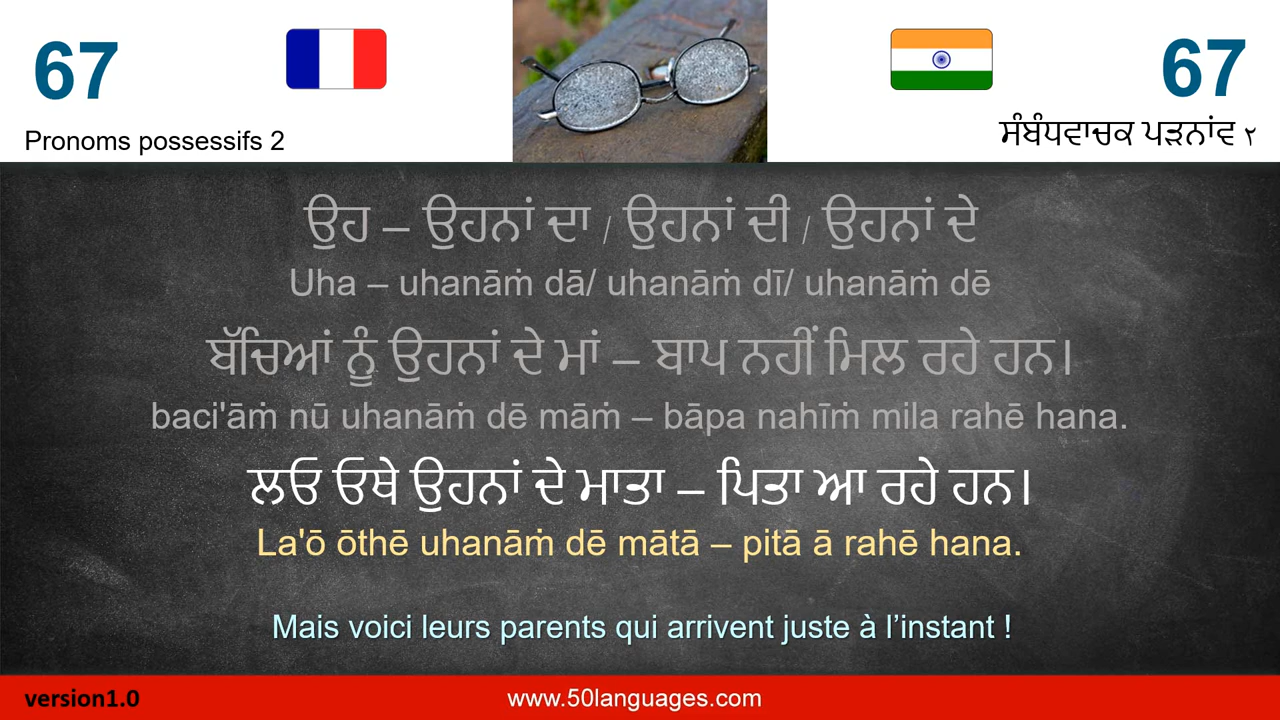 67
67
Pronoms possessifs 2
ਸੰਬੰਧਵਾਚਕ ਪੜਨਾਂਵ ੨
ਉਹ – ਉਹਨਾਂ ਦਾ / ਉਹਨਾਂ ਦੀ / ਉਹਨਾਂ ਦੇ
Uha – uhanāṁ dā/ uhanāṁ dī/ uhanāṁ dē
ਬੱਚਿਆਂ ਨੂੰ ਉਹਨਾਂ ਦੇ ਮਾਂ – ਬਾਪ ਨਹੀਂ ਮਿਲ ਰਹੇ ਹਨ।
baci'āṁ nū uhanāṁ dē māṁ – bāpa nahīṁ mila rahē hana.
ਲਓ ਓਥੇ ਉਹਨਾਂ ਦੇ ਮਾਤਾ – ਪਿਤਾ ਆ ਰਹੇ ਹਨ।
La'ō ōthē uhanāṁ dē mātā – pitā ā rahē hana.
Mais voici leurs parents qui arrivent juste à l’instant !
version1.0
www.50languages.com